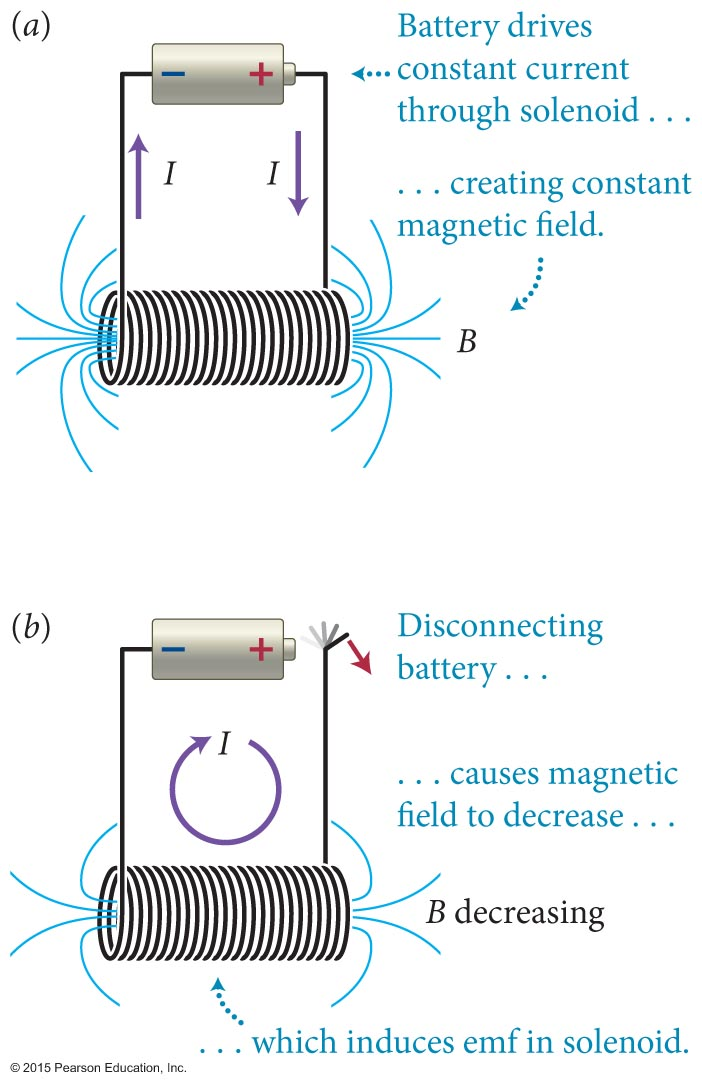 (a)
Battery drives
constant current
through solenoid . . .
− +
I I
. . . creating constant
magnetic field.
B
(b)
− +
Disconnecting
battery . . .
I
. . . causes magnetic
field to decrease . . .
B decreasing
. . . which induces emf in solenoid.
© 2015 Pearson Education, Inc.